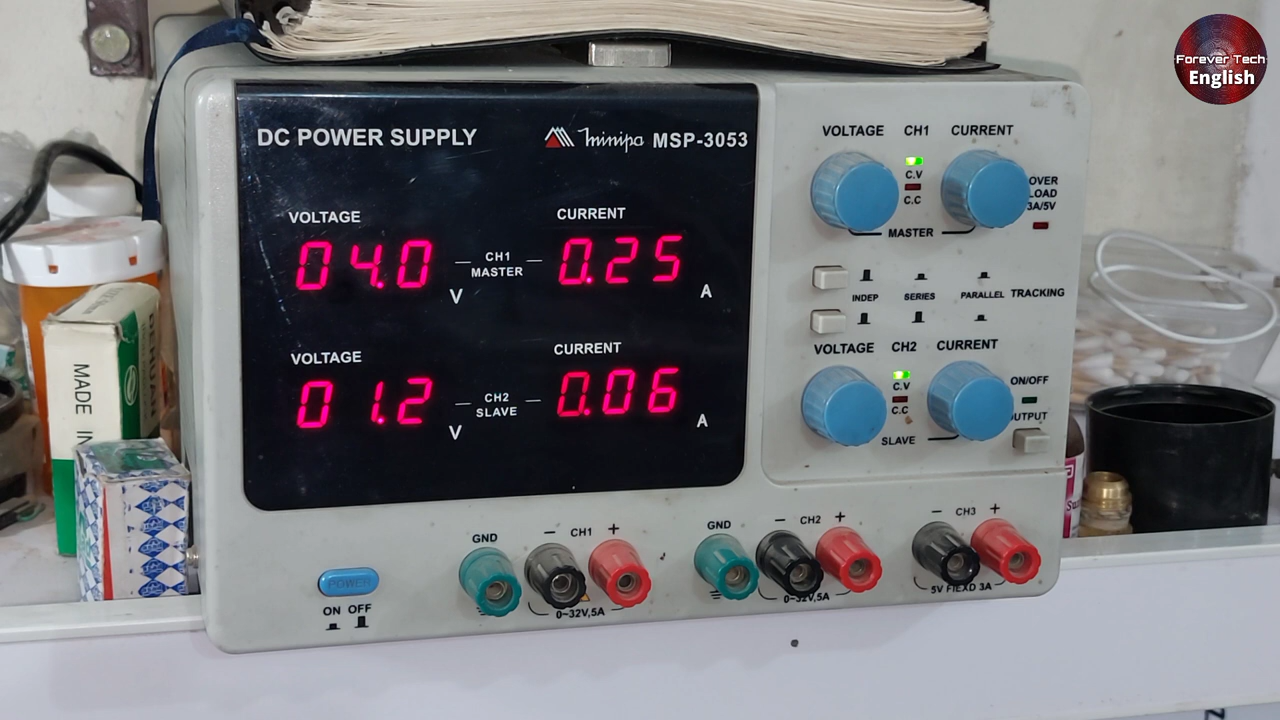 Forever Tech
English
DC POWER SUPPLY
minipa MSP-3053
VOLTAGE
CURRENT
04.0
V
CH1
MASTER
0.25
A
VOLTAGE
CURRENT
01.2
V
CH2
SLAVE
0.06
A
VOLTAGE CH1 CURRENT
C.V
C.C
OVER
LOAD
3A/5V
MASTER
INDEP SERIES PARALLEL TRACKING
VOLTAGE CH2 CURRENT
C.V
C.C
ON/OFF
SLAVE
POWER
ON OFF
GND - CH1 +
0~32V,5A
GND - CH2 +
0~32V,5A
- CH3 +
5V FIEXD 3A
MADE IN